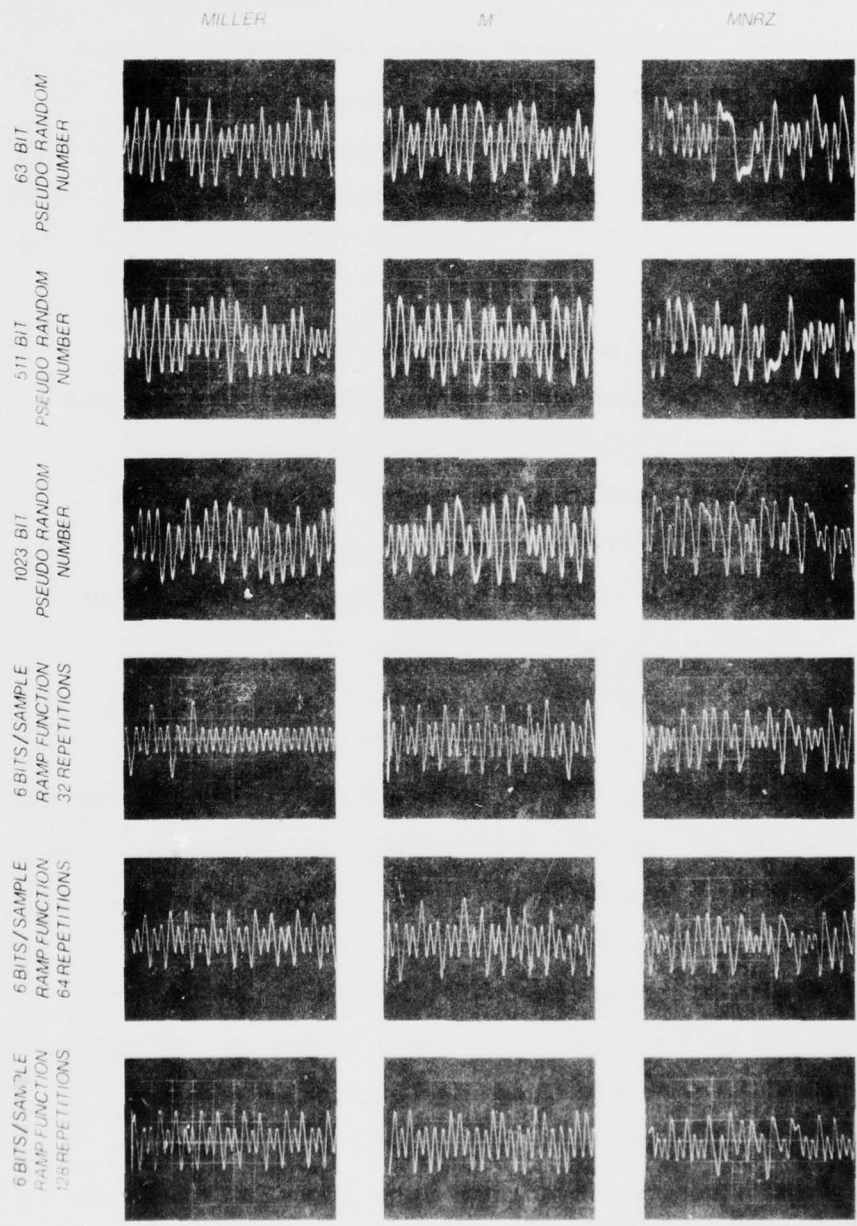 MILLER
M
MNRZ
63 BIT
PSEUDO RANDOM
NUMBER
511 BIT
PSEUDO RANDOM
NUMBER
1023 BIT
PSEUDO RANDOM
NUMBER
6 BITS/SAMPLE
RAMP FUNCTION
32 REPETITIONS
6 BITS/SAMPLE
RAMP FUNCTION
64 REPETITIONS
6 BITS/SAMPLE
RAMP FUNCTION
128 REPETITIONS